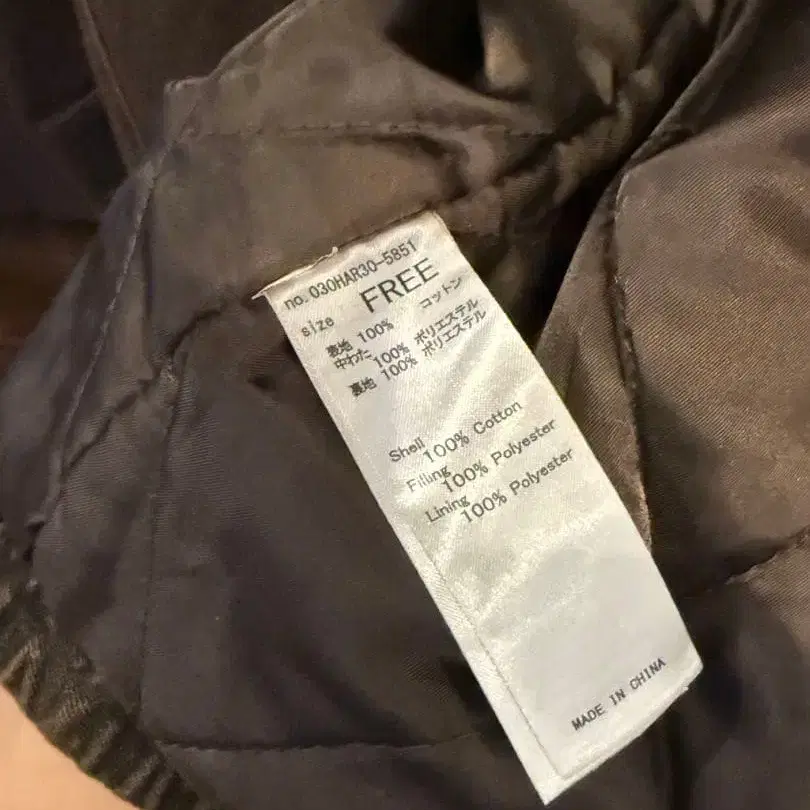 no. 030HAR30-5851
size FREE
表地 100% コットン
中わた 100% ポリエステル
裏地 100% ポリエステル
Shell
100% Cotton
Filling
100% Polyester
Lining
100% Polyester
MADE IN CHINA